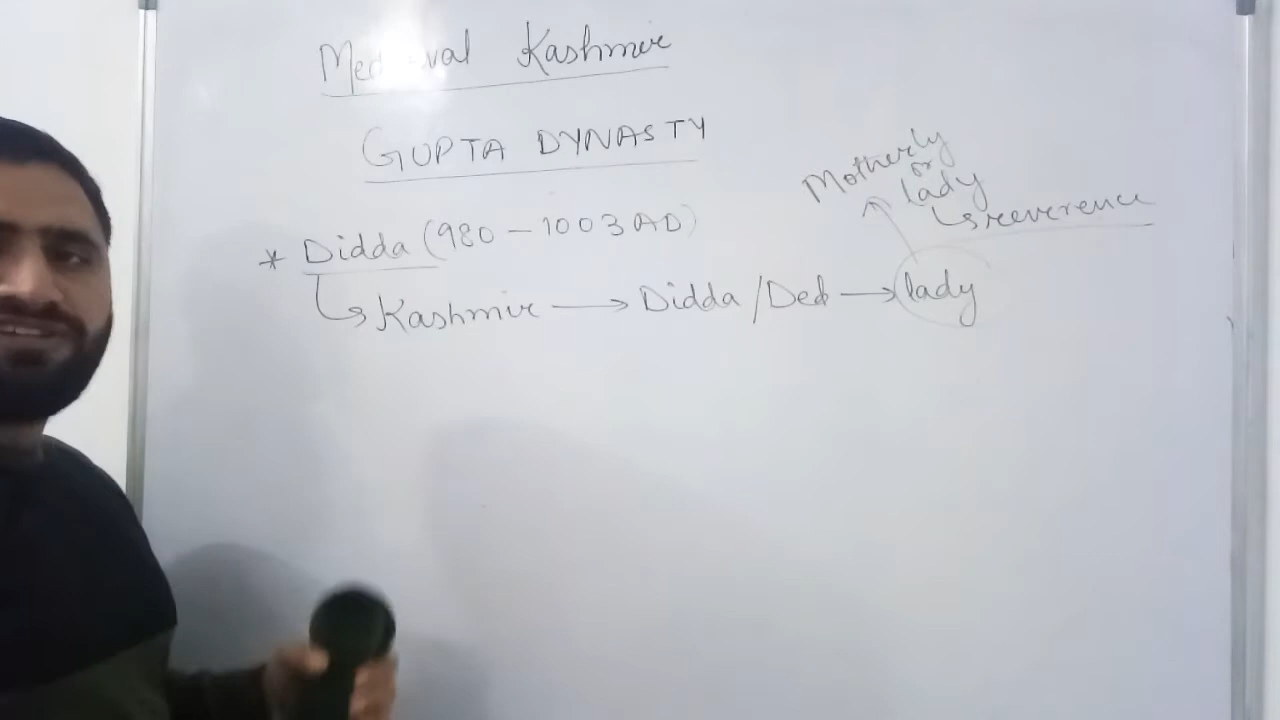 Medieval Kashmir
GUPTA DYNASTY
Motherly
or
lady
↳ reverence
* Didda (980 – 1003 AD)
↳ Kashmir → Didda / Ded → lady